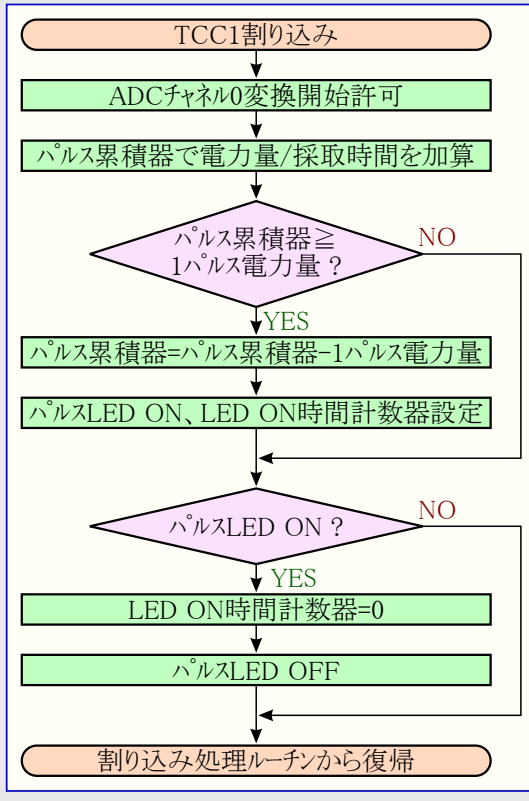 TCC1割り込み
ADCﾁｬﾈﾙ0変換開始許可
ﾊﾟﾙｽ累積器で電力量/採取時間を加算
ﾊﾟﾙｽ累積器≧
1ﾊﾟﾙｽ電力量？
NO
YES
ﾊﾟﾙｽ累積器=ﾊﾟﾙｽ累積器−1ﾊﾟﾙｽ電力量
ﾊﾟﾙｽLED ON、LED ON時間計数器設定
ﾊﾟﾙｽLED ON？
NO
YES
LED ON時間計数器=0
ﾊﾟﾙｽLED OFF
割り込み処理ﾙｰﾁﾝから復帰